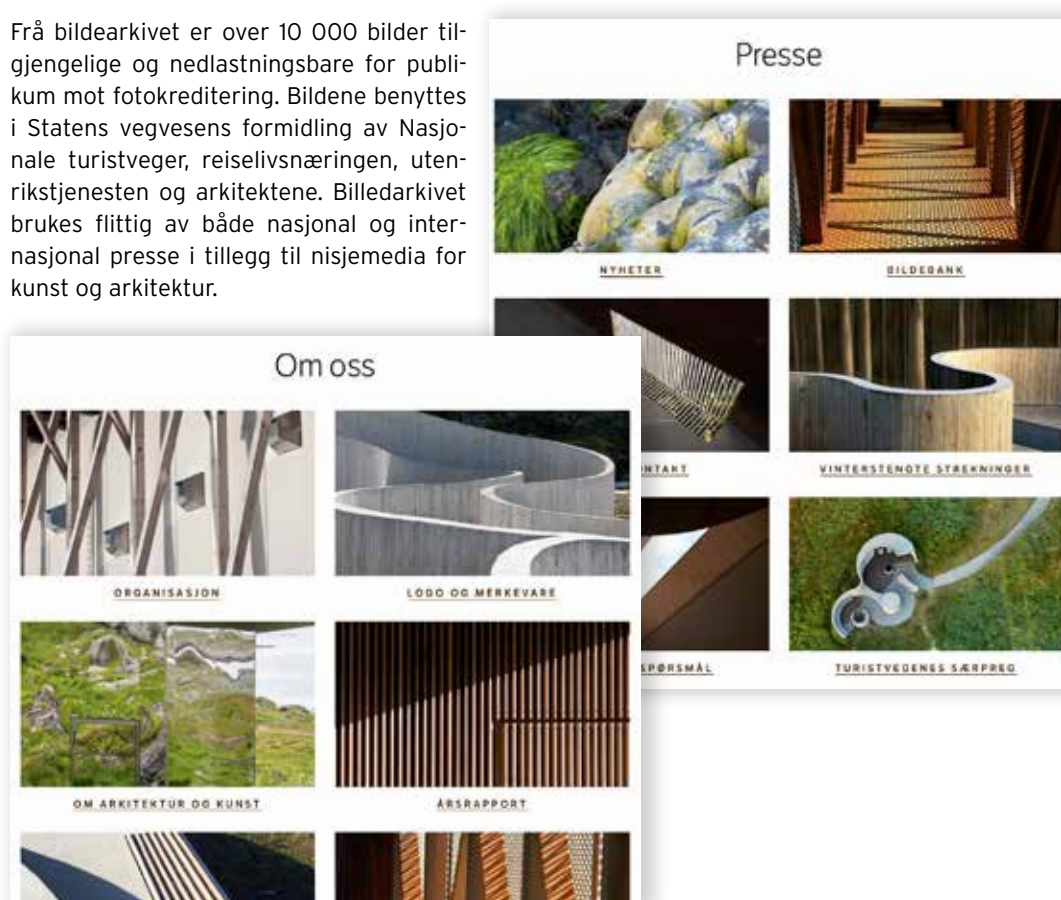 Frå bildearkivet er over 10 000 bilder til-
gjengelige og nedlastningsbare for publi-
kum mot fotokreditering. Bildene benyttes
i Statens vegvesens formidling av Nasjo-
nale turistveger, reiselivsnæringen, uten-
rikstjenesten og arkitektene. Billedarkivet
brukes flittig av både nasjonal og inter-
nasjonal presse i tillegg til nisjemedia for
kunst og arkitektur.
Presse
NYHETER
BILDEBANK
NTAKT
VINTERSTENGTE STREKNINGER
SPØRSMÅL
TURISTVEGENES SÆRPREG
Om oss
ORGANISASJON
LOGO OG MERKEVARE
OM ARKITEKTUR OG KUNST
ÅRSRAPPORT